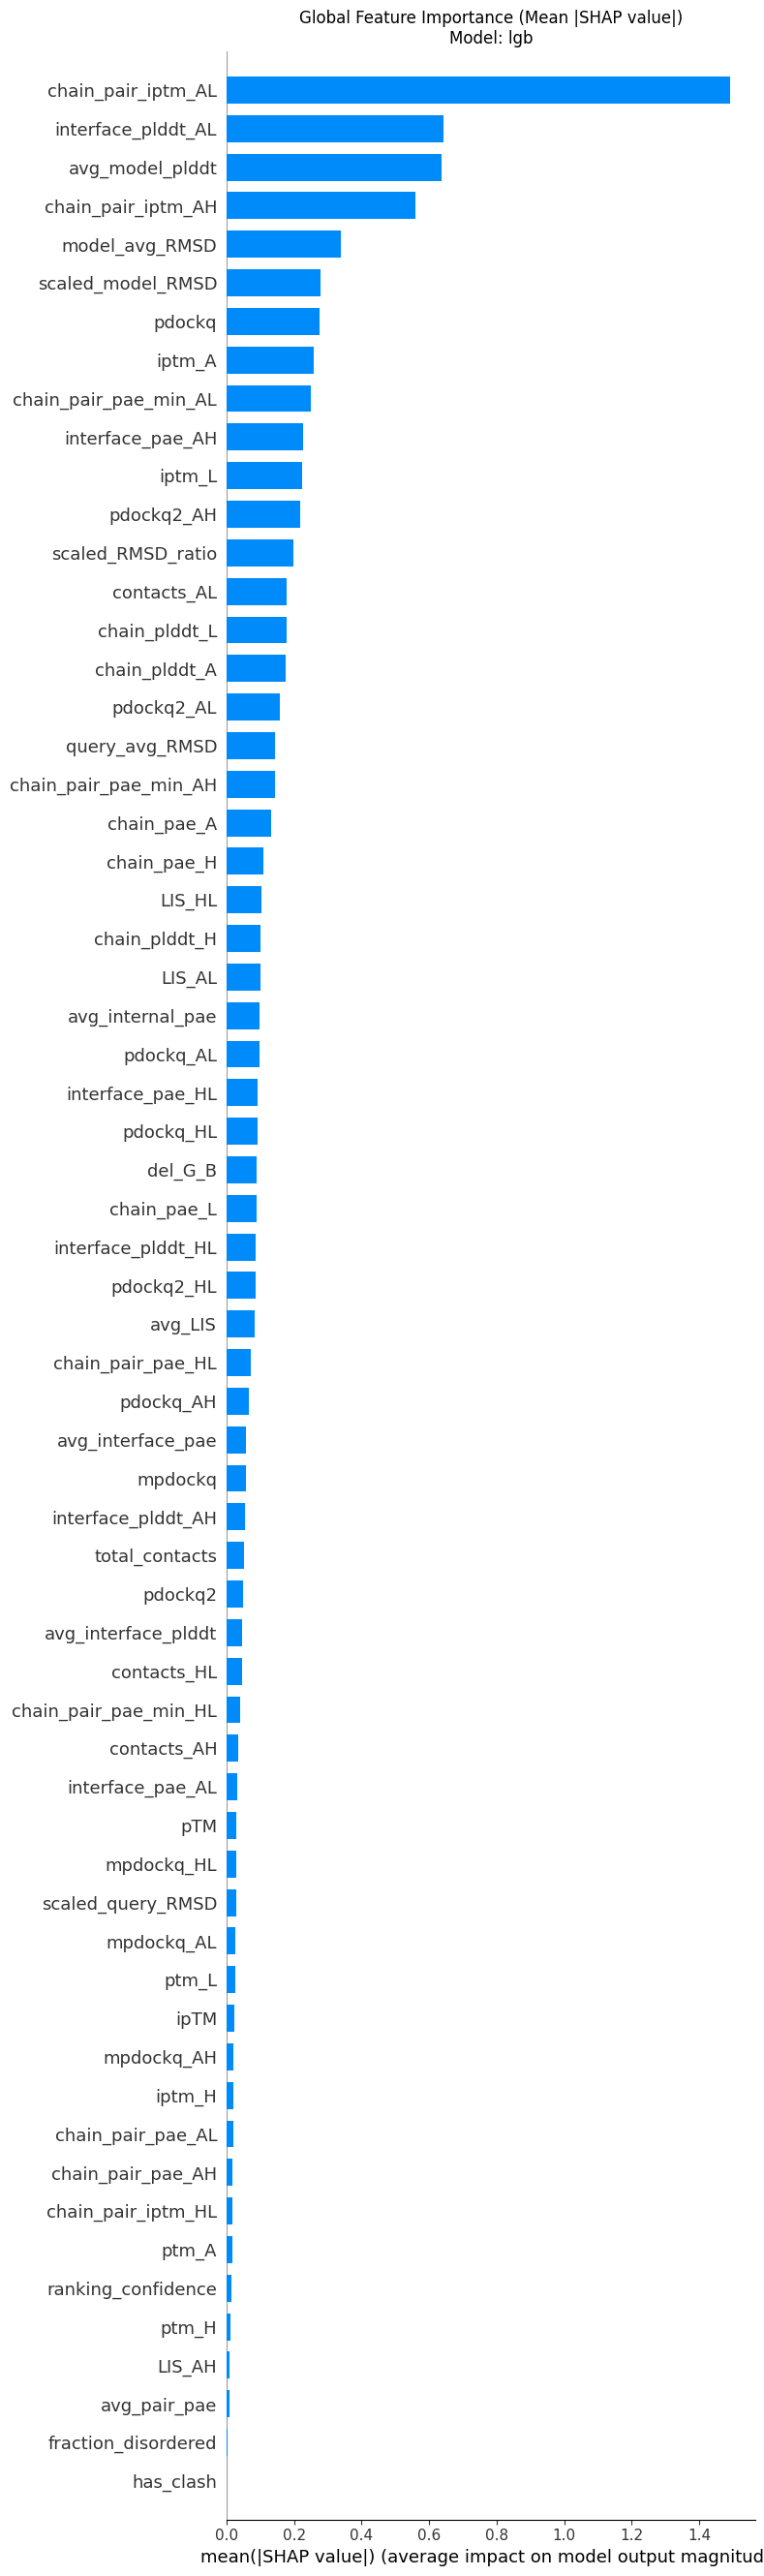 Global Feature Importance (Mean |SHAP value|)
Model: lgb
chain_pair_iptm_AL
interface_plddt_AL
avg_model_plddt
chain_pair_iptm_AH
model_avg_RMSD
scaled_model_RMSD
pdockq
iptm_A
chain_pair_pae_min_AL
interface_pae_AH
iptm_L
pdockq2_AH
scaled_RMSD_ratio
contacts_AL
chain_plddt_L
chain_plddt_A
pdockq2_AL
query_avg_RMSD
chain_pair_pae_min_AH
chain_pae_A
chain_pae_H
LIS_HL
chain_plddt_H
LIS_AL
avg_internal_pae
pdockq_AL
interface_pae_HL
pdockq_HL
del_G_B
chain_pae_L
interface_plddt_HL
pdockq2_HL
avg_LIS
chain_pair_pae_HL
pdockq_AH
avg_interface_pae
mpdockq
interface_plddt_AH
total_contacts
pdockq2
avg_interface_plddt
contacts_HL
chain_pair_pae_min_HL
contacts_AH
interface_pae_AL
pTM
mpdockq_HL
scaled_query_RMSD
mpdockq_AL
ptm_L
ipTM
mpdockq_AH
iptm_H
chain_pair_pae_AL
chain_pair_pae_AH
chain_pair_iptm_HL
ptm_A
ranking_confidence
ptm_H
LIS_AH
avg_pair_pae
fraction_disordered
has_clash
0.0 0.2 0.4 0.6 0.8 1.0 1.2 1.4
mean(|SHAP value|) (average impact on model output magnitud